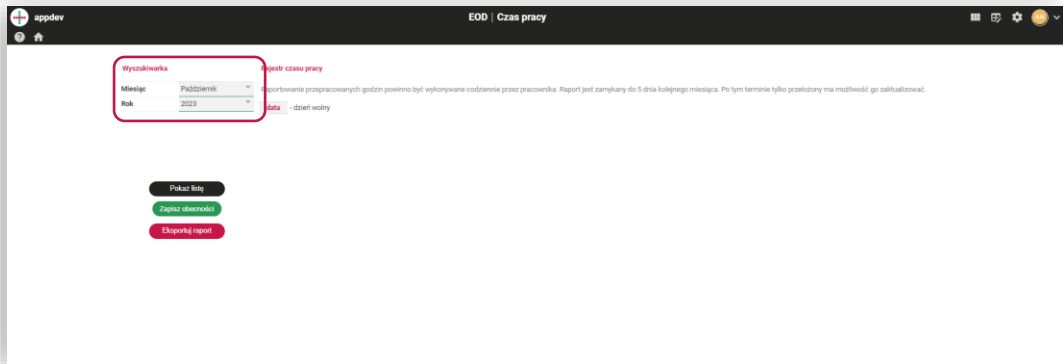 appdev
EOD | Czas pracy
AN
Wyszukiwarka
Miesiąc Październik
Rok 2023
Rejestr czasu pracy
Raportowanie przepracowanych godzin powinno być wykonywane codziennie przez pracownika. Raport jest zamykany do 5 dnia kolejnego miesiąca. Po tym terminie tylko przełożony ma możliwość go zaktualizować.
data - dzień wolny
Pokaż listę
Zapisz obecności
Eksportuj raport